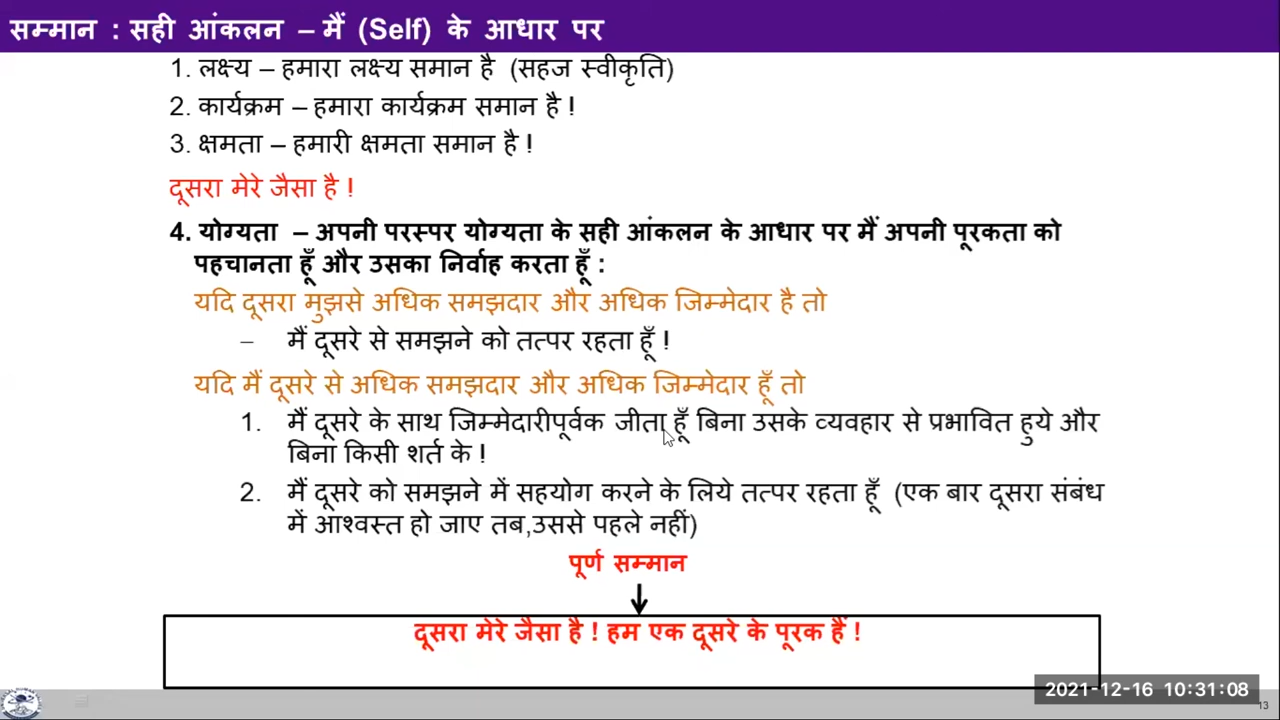 सम्मान : सही आंकलन – मैं (Self) के आधार पर
1. लक्ष्य – हमारा लक्ष्य समान है (सहज स्वीकृति)
2. कार्यक्रम – हमारा कार्यक्रम समान है !
3. क्षमता – हमारी क्षमता समान है !
दूसरा मेरे जैसा है !
4. योग्यता – अपनी परस्पर योग्यता के सही आंकलन के आधार पर मैं अपनी पूरकता को
पहचानता हूँ और उसका निर्वाह करता हूँ :
यदि दूसरा मुझसे अधिक समझदार और अधिक जिम्मेदार है तो
– मैं दूसरे से समझने को तत्पर रहता हूँ !
यदि मैं दूसरे से अधिक समझदार और अधिक जिम्मेदार हूँ तो
1. मैं दूसरे के साथ जिम्मेदारीपूर्वक जीता हूँ बिना उसके व्यवहार से प्रभावित हुये और
बिना किसी शर्त के !
2. मैं दूसरे को समझने में सहयोग करने के लिये तत्पर रहता हूँ (एक बार दूसरा संबंध
में आश्वस्त हो जाए तब,उससे पहले नहीं)
पूर्ण सम्मान
दूसरा मेरे जैसा है ! हम एक दूसरे के पूरक हैं !
2021-12-16 10:31:08
13